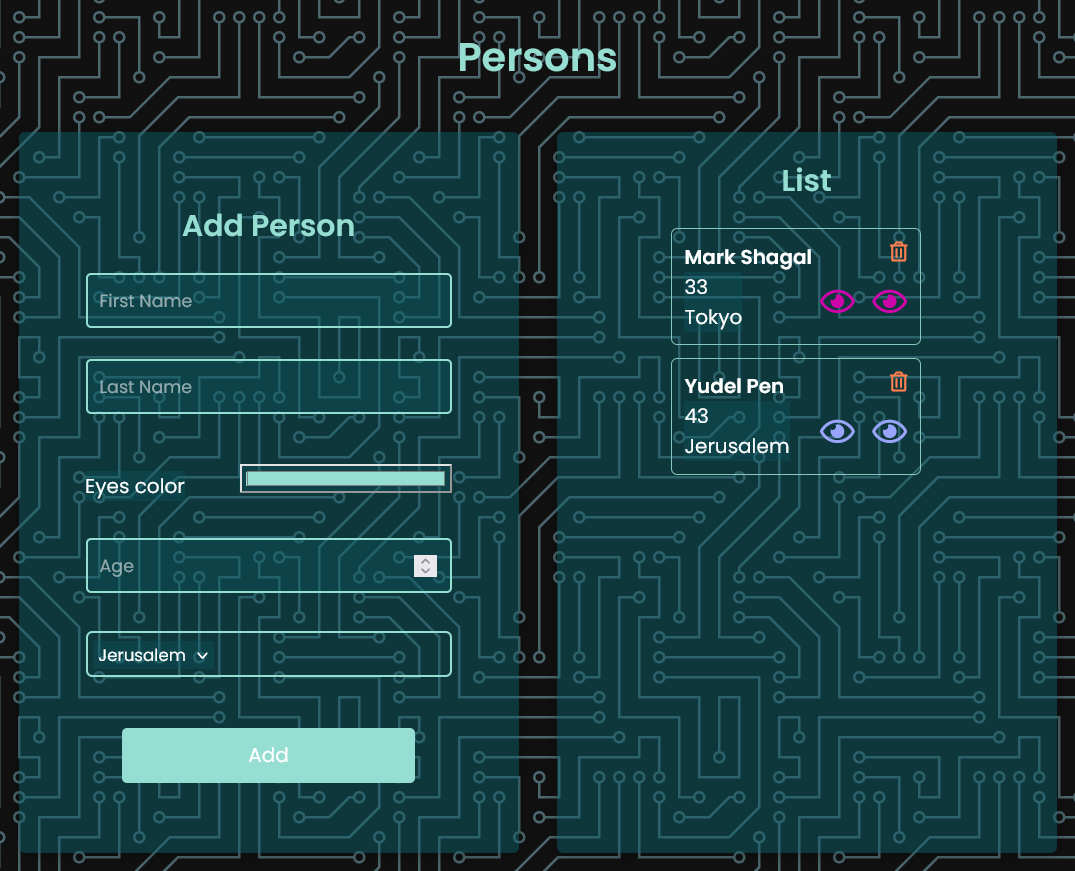 Persons
Add Person
First Name
Last Name
Eyes color
Age
Jerusalem
Add
List
Mark Shagal
33
Tokyo
Yudel Pen
43
Jerusalem